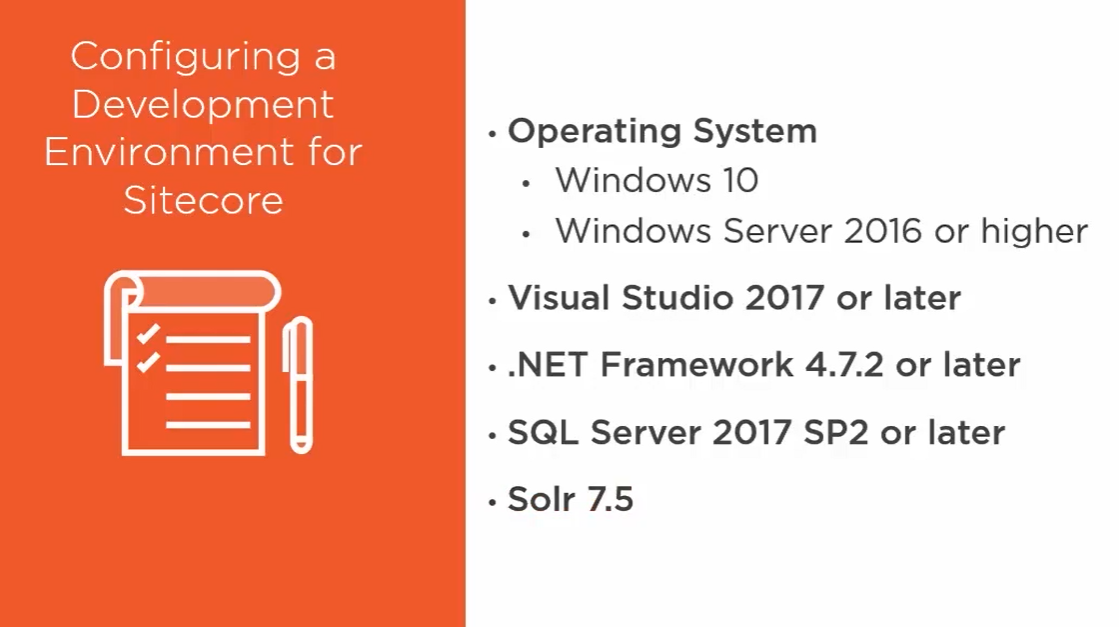 Configuring a
Development
Environment for
Sitecore
• Operating System
• Windows 10
• Windows Server 2016 or higher
• Visual Studio 2017 or later
• .NET Framework 4.7.2 or later
• SQL Server 2017 SP2 or later
• Solr 7.5